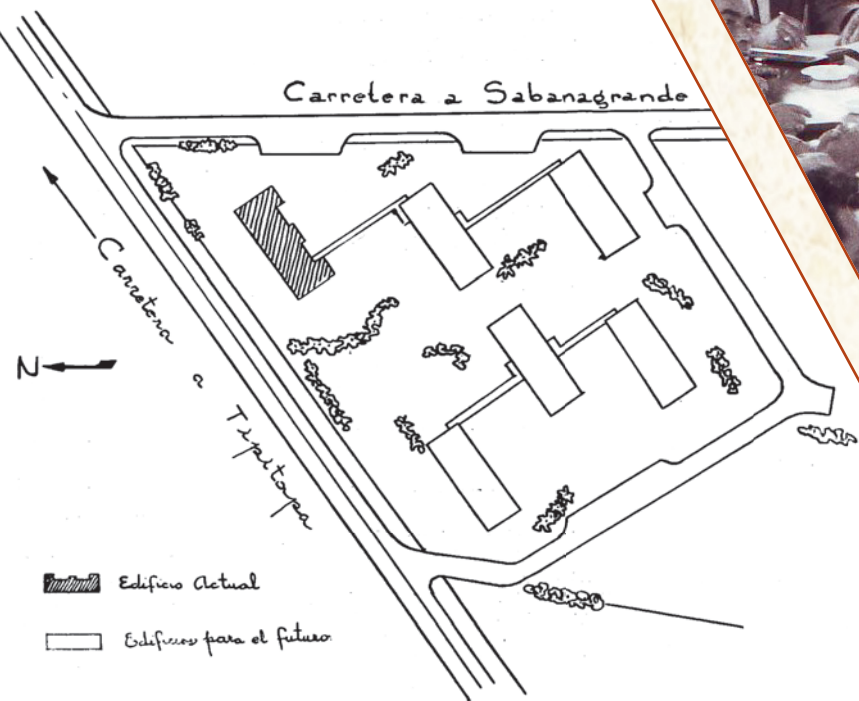 Carretera a Sabanagrande
Carretera a Tipitapa
N
Edificio Actual
Edificios para el futuro